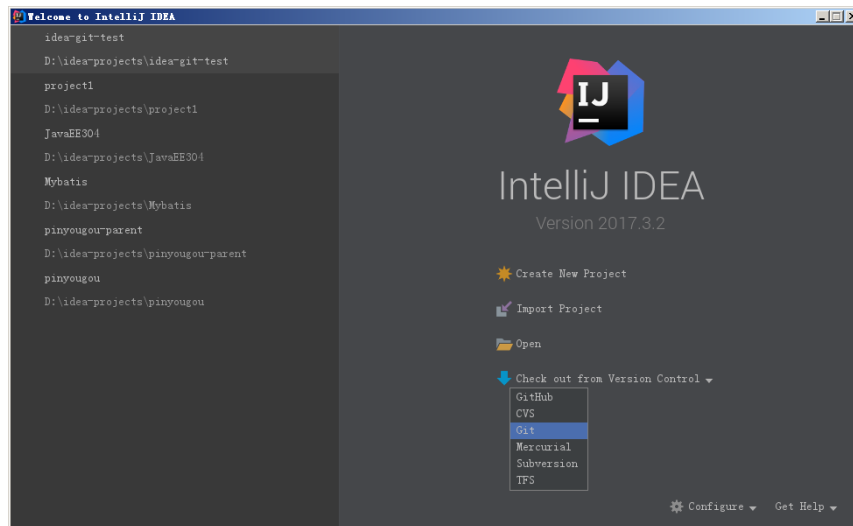 Welcome to IntelliJ IDEA
idea-git-test
D:\idea-projects\idea-git-test
project1
D:\idea-projects\project1
JavaEE304
D:\idea-projects\JavaEE304
Mybatis
D:\idea-projects\Mybatis
pinyougou-parent
D:\idea-projects\pinyougou-parent
pinyougou
D:\idea-projects\pinyougou
IJ
IntelliJ IDEA
Version 2017.3.2
Create New Project
Import Project
Open
Check out from Version Control
GitHub
CVS
Git
Mercurial
Subversion
TFS
Configure Get Help